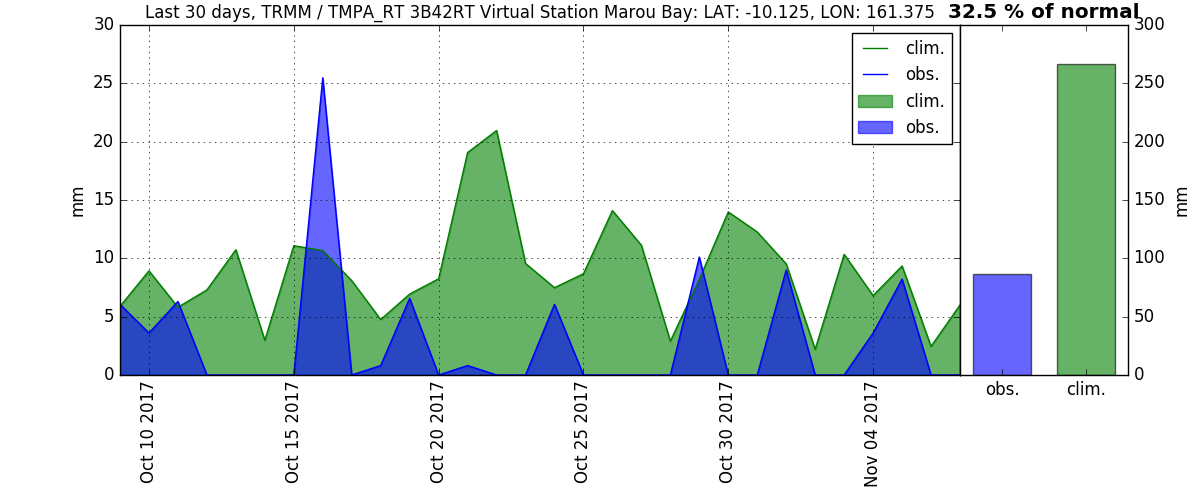 Last 30 days, TRMM / TMPA_RT 3B42RT Virtual Station Marou Bay: LAT: -10.125, LON: 161.375 32.5 % of normal
30
25
20
15
10
5
0
mm
clim.
obs.
clim.
obs.
300
250
200
150
100
50
0
mm
Oct 10 2017
Oct 15 2017
Oct 20 2017
Oct 25 2017
Oct 30 2017
Nov 04 2017
obs.
clim.